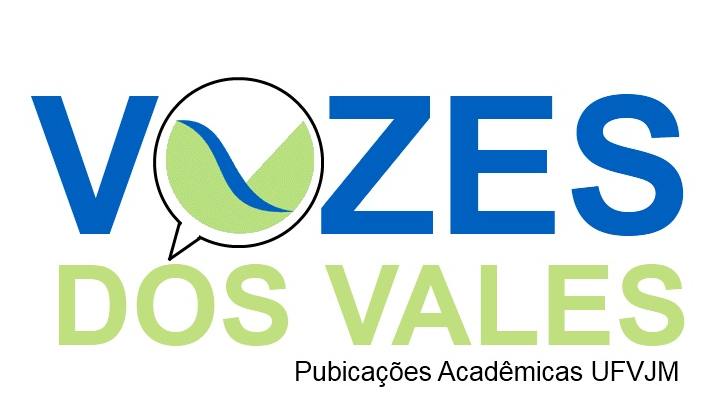 VOZES
DOS VALES
Pubicações Acadêmicas UFVJM